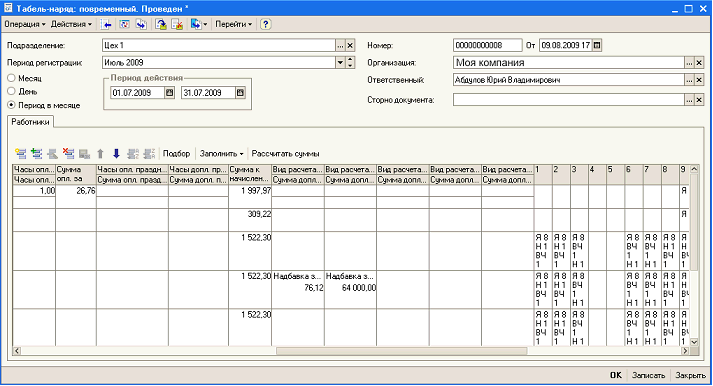 Табель-наряд: повременный. Проведен *
Операция Действия Перейти
Подразделение: Цех 1 Номер: 00000000008 От 09.08.2009 17
Период регистрации: Июль 2009 Организация: Моя компания
Месяц Период действия Ответственный: Абдулов Юрий Владимирович
День 01.07.2009 31.07.2009
Период в месяце Сторно документа:
Работники
Подбор Заполнить Рассчитать суммы
Часы опл... Сумма Часы опл. праздн... Часы доп. пр... Сумма к Вид расчета... Вид расчета... Вид расчета... Вид расчета... Вид расчета... 1 2 3 4 5 6 7 8 9
Часы опл... опл. за Сумма опл. празд... Сумма доп. п... начислен... Сумма допл... Сумма допл... Сумма допл... Сумма допл... Сумма допл...
1,00 26,76 1 997,97 Я
309,22 Я
1 522,30 Я 8 Я 8 Я 8 Я 8 Я 8 Я 8 Я
Н 1 Н 1 Н 1 Н 1 Н 1 Н 1 Н
ВЧ ВЧ ВЧ ВЧ ВЧ ВЧ ВЧ
1 1 1 1 1 1 1
1 522,30 Надбавка з... Надбавка з... Я 8 Я 8 Я 8 Я 8 Я 8 Я 8 Я
76,12 64 000,00 Н 1 Н 1 Н 1 Н 1 Н 1 Н 1 Н
ВЧ ВЧ ВЧ ВЧ ВЧ ВЧ ВЧ
1 1 1 1 1 1 1
1 522,30 Я 8 Я 8 Я 8 Я 8 Я 8 Я 8 Я
ВЧ ВЧ ВЧ ВЧ ВЧ ВЧ ВЧ
1 1 1 1 1 1 1
Н 1 Н 1 Н 1 Н 1 Н 1 Н 1 Н
OK Записать Закрыть